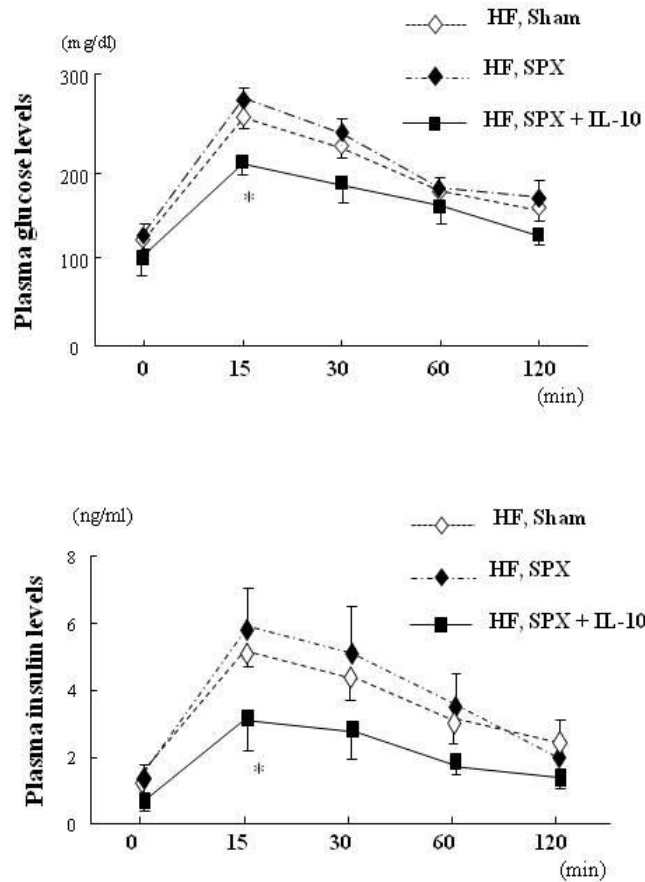 (mg/dl)
HF, Sham
HF, SPX
HF, SPX + IL-10
Plasma glucose levels
300
200
100
0
*
0 15 30 60 120
(min)
(ng/ml)
HF, Sham
HF, SPX
HF, SPX + IL-10
Plasma insulin levels
8
6
4
2
0
*
0 15 30 60 120
(min)